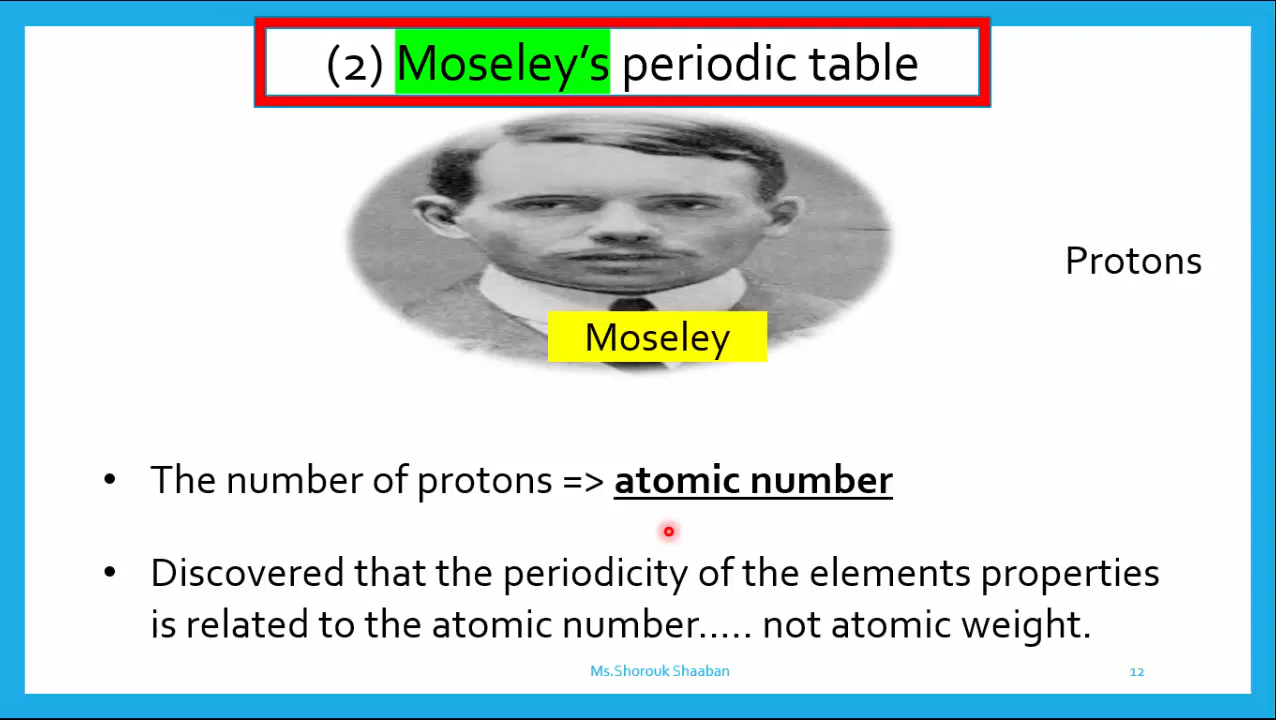 (2) Moseley's periodic table
Protons
Moseley
• The number of protons => atomic number
• Discovered that the periodicity of the elements properties
is related to the atomic number..... not atomic weight.
Ms.Shorouk Shaaban
12